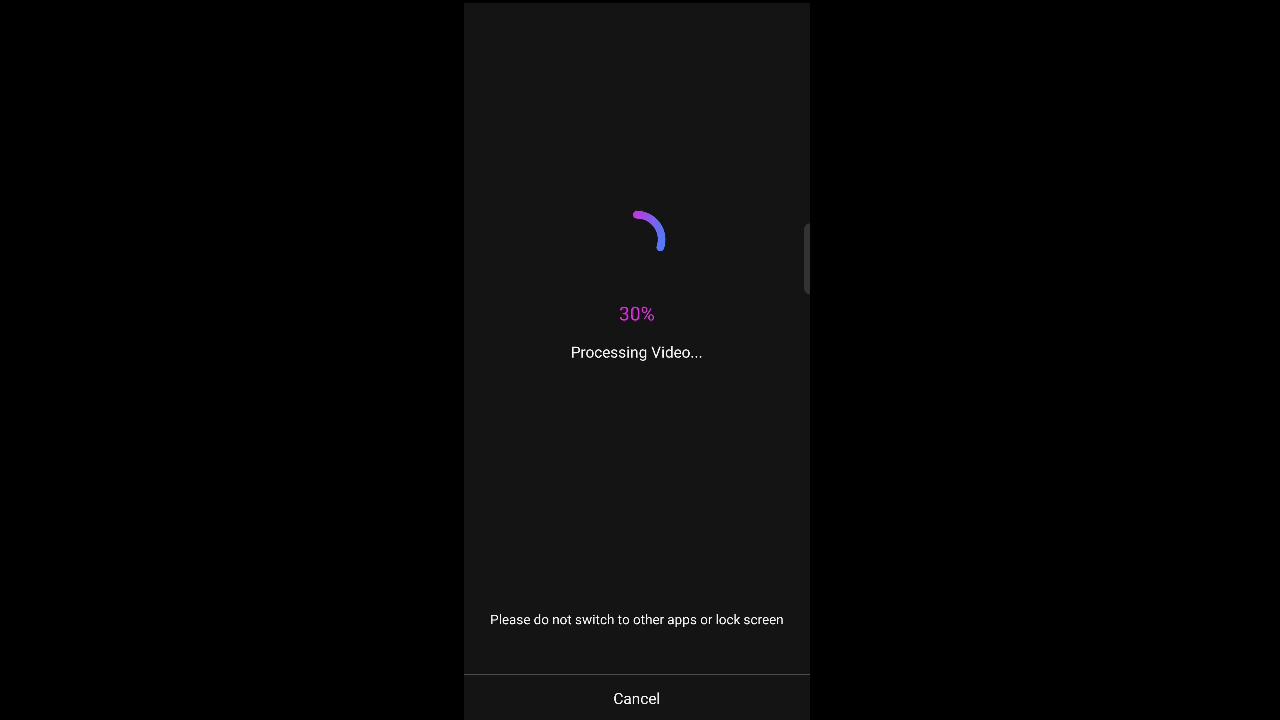 30%
Processing Video...
Please do not switch to other apps or lock screen
Cancel